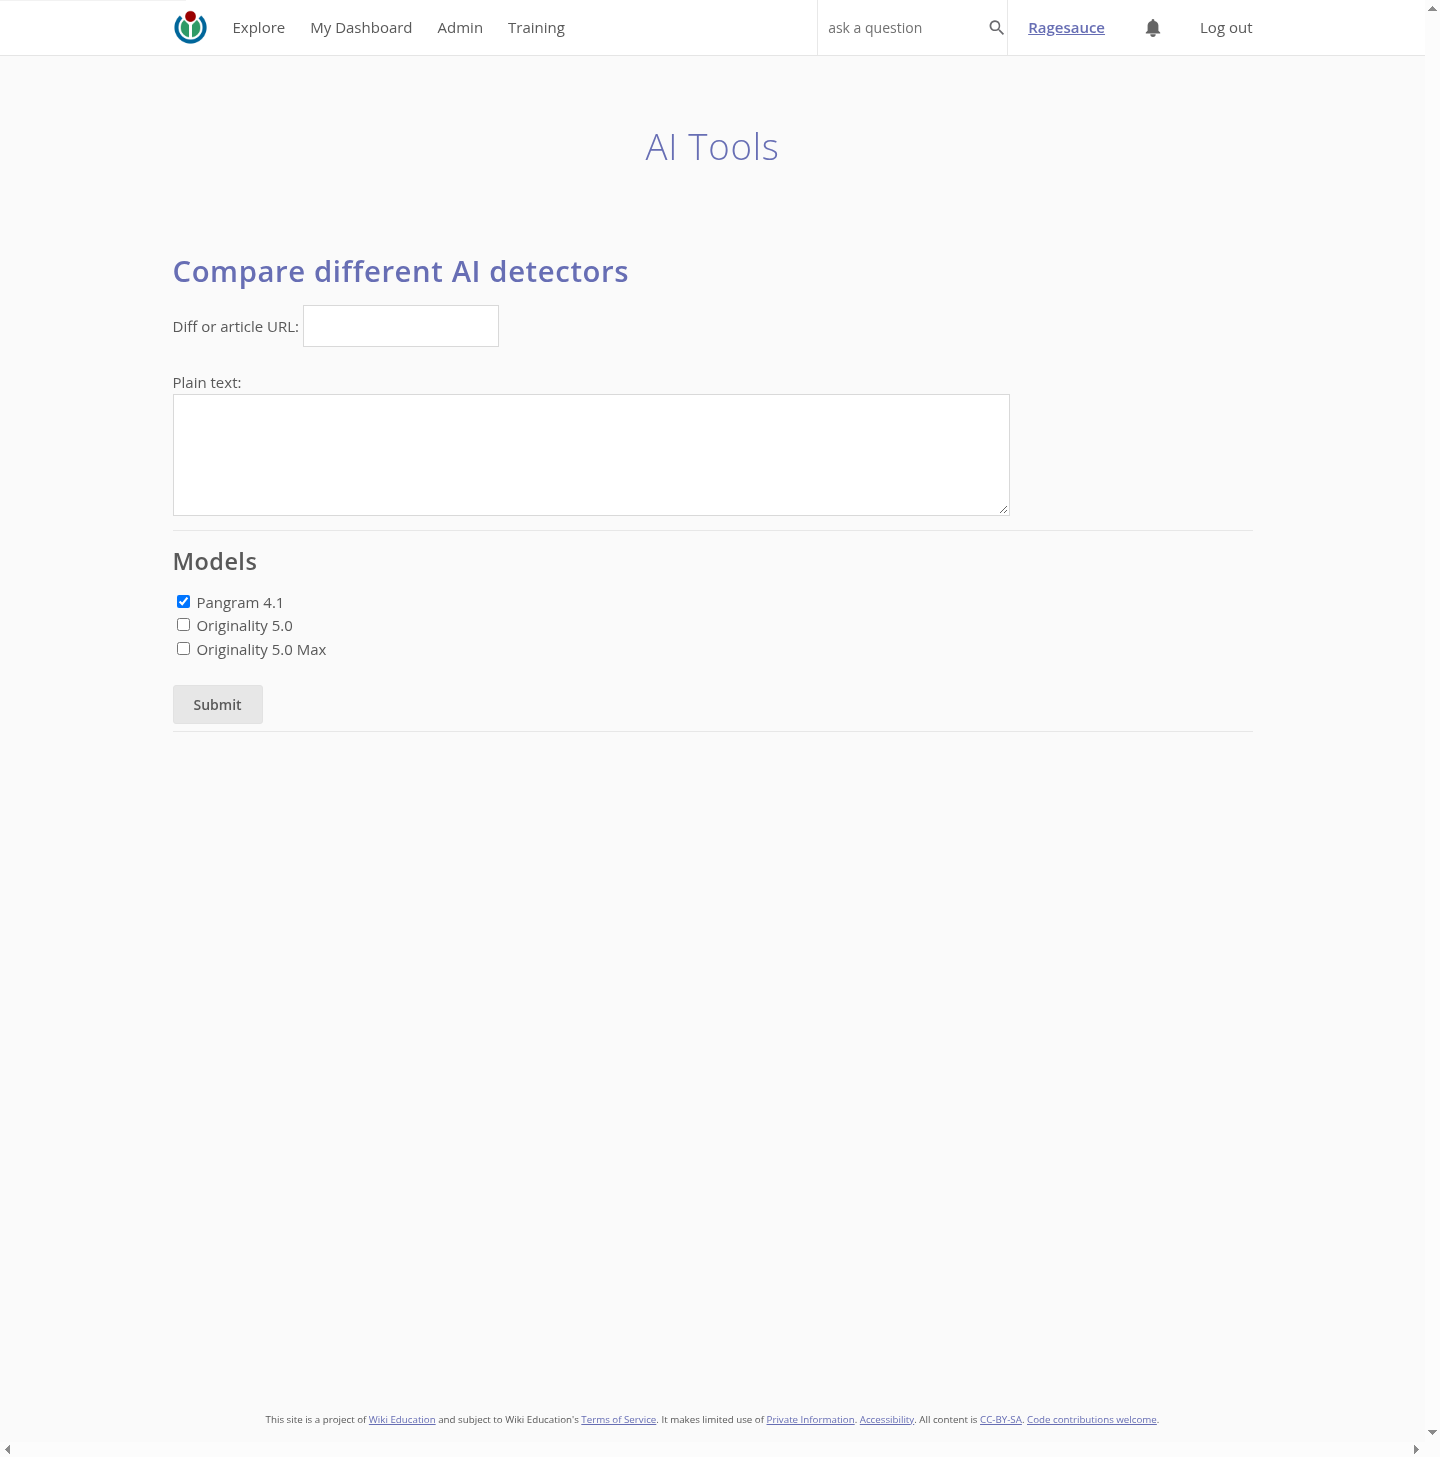 Explore My Dashboard Admin Training ask a question Ragesauce Log out
AI Tools
Compare different AI detectors
Diff or article URL:
Plain text:
Models
Pangram 4.1
Originality 5.0
Originality 5.0 Max
Submit
This site is a project of Wiki Education and subject to Wiki Education's Terms of Service. It makes limited use of Private Information. Accessibility. All content is CC-BY-SA. Code contributions welcome.